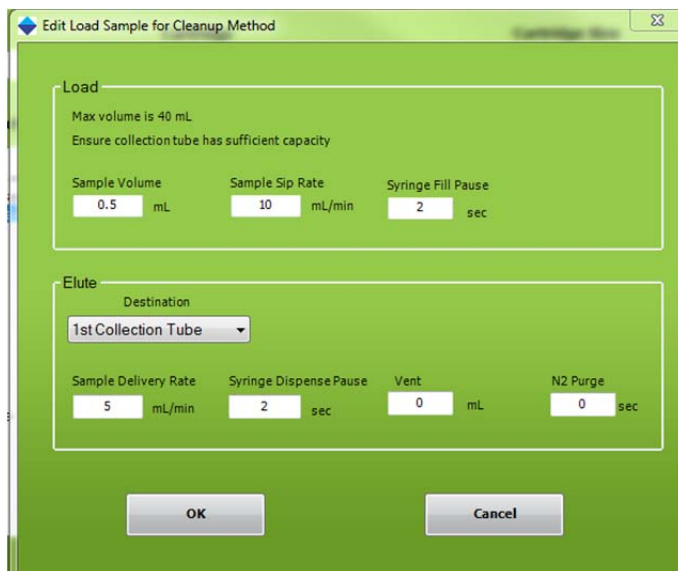 Edit Load Sample for Cleanup Method
Load
Max volume is 40 mL
Ensure collection tube has sufficient capacity
Sample Volume Sample Sip Rate Syringe Fill Pause
0.5 mL 10 mL/min 2 sec
Elute
Destination
1st Collection Tube
Sample Delivery Rate Syringe Dispense Pause Vent N2 Purge
5 mL/min 2 sec 0 mL 0 sec
OK Cancel